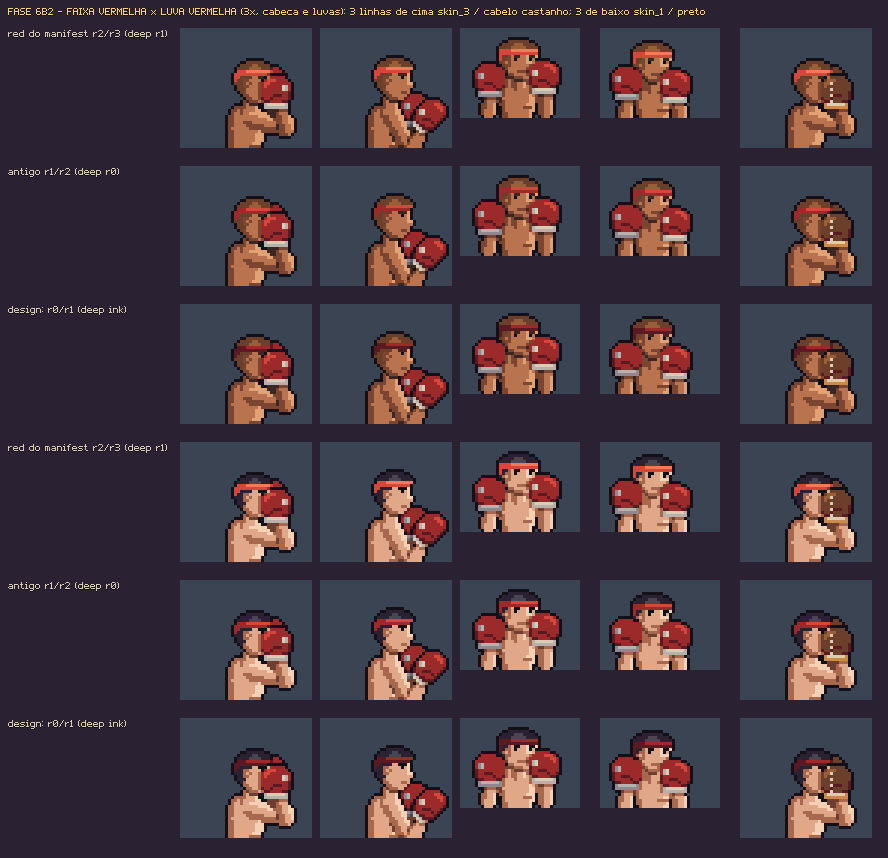 FASE 6B2 - FAIXA VERMELHA x LUVA VERMELHA (3x, cabeca e luvas): 3 linhas de cima skin_3 / cabelo castanho; 3 de baixo skin_1 / preto
red do manifest r2/r3 (deep r1)
antigo r1/r2 (deep r0)
design: r0/r1 (deep ink)
red do manifest r2/r3 (deep r1)
antigo r1/r2 (deep r0)
design: r0/r1 (deep ink)